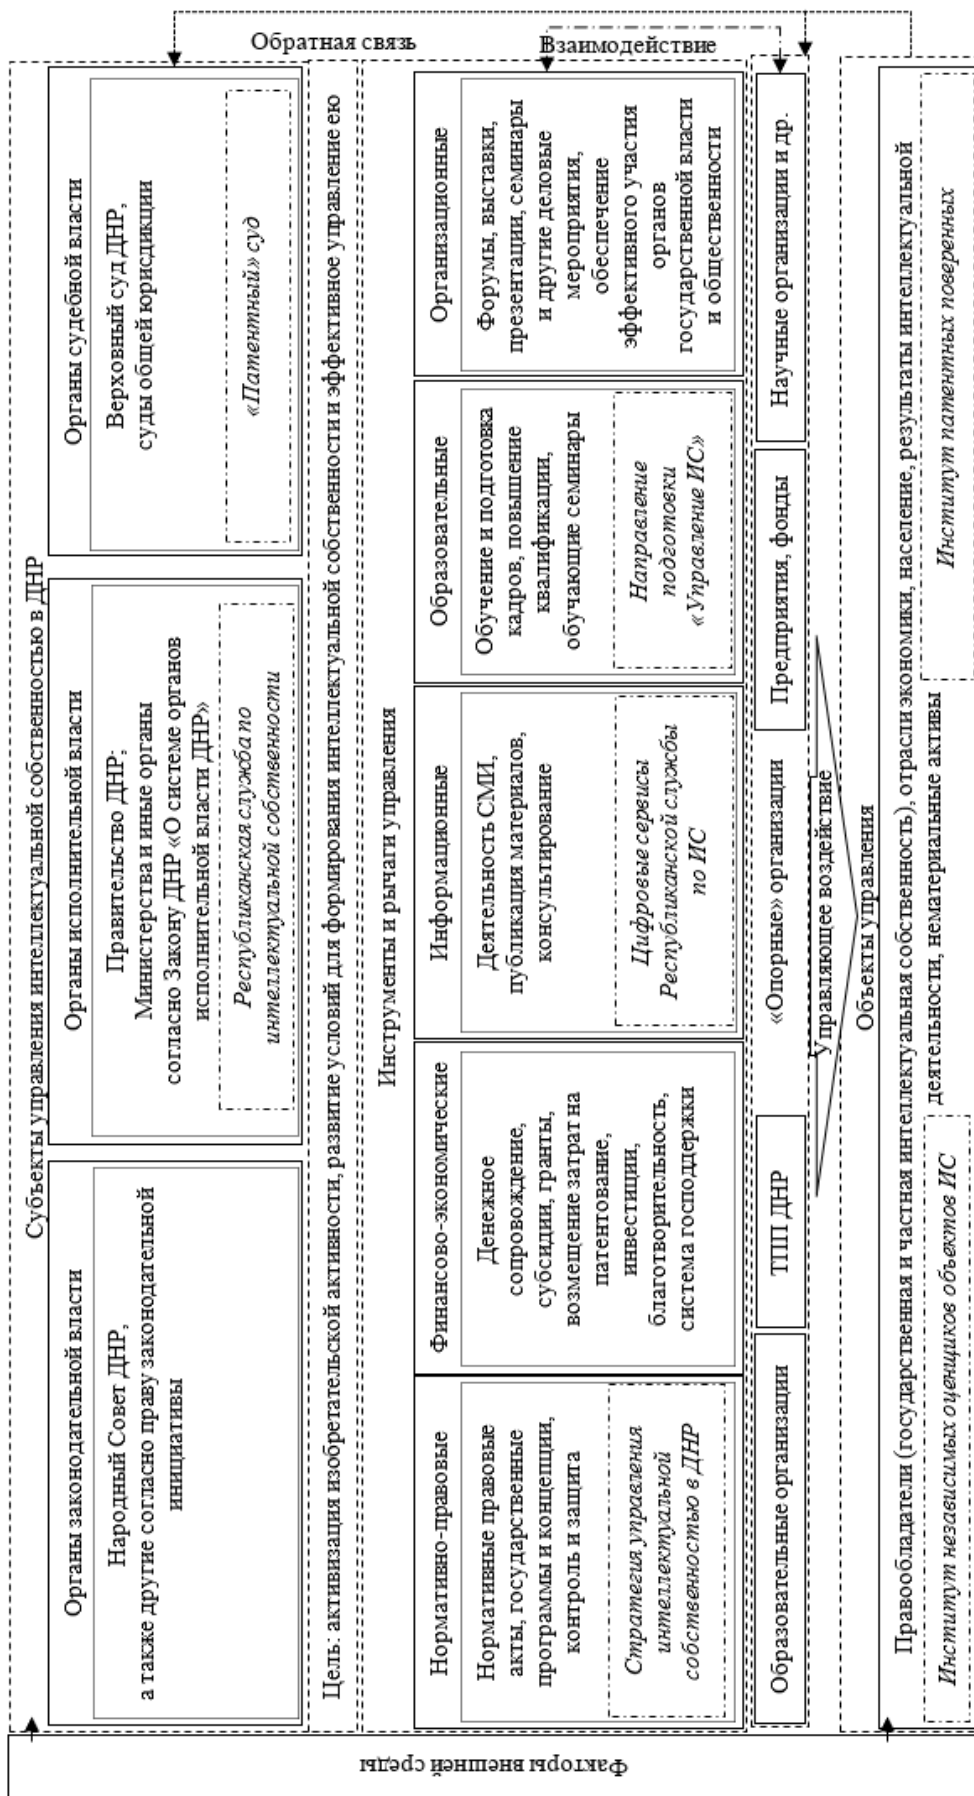 Субъекты управления интеллектуальной собственностью в ДНР
Органы законодательной власти
Народный Совет ДНР,
а также другие согласно праву законодательной
инициативы
Органы исполнительной власти
Правительство ДНР;
Министерства и иные органы
согласно Закону ДНР «О системе органов
исполнительной власти ДНР»
Республиканская служба по
интеллектуальной собственности
Органы судебной власти
Верховный суд ДНР,
суды общей юрисдикции
«Патентный» суд
Обратная связь
Цель: активизация изобретательской активности, развитие условий для формирования интеллектуальной собственности и эффективное управление ею
Инструменты и рычаги управления
Нормативно-правовые
Нормативные правовые
акты, государственные
программы и концепции,
контроль и защита
Стратегия управления
интеллектуальной
собственностью в ДНР
Финансово-экономические
Денежное
сопровождение,
субсидии, гранты,
возмещение затрат на
патентование,
инвестиции,
благотворительность,
система господдержки
Информационные
Деятельность СМИ,
публикация материалов,
консультирование
Цифровые сервисы
Республиканской службы
по ИС
Образовательные
Обучение и подготовка
кадров, повышение
квалификации,
обучающие семинары
Направление
подготовки
«Управление ИС»
Организационные
Форумы, выставки,
презентации, семинары
и другие деловые
мероприятия,
обеспечение
эффективного участия
органов
государственной власти
и общественности
Взаимодействие
Образовательные организации
ТПП ДНР
«Опорные» организации
Предприятия, фонды
Научные организации и др.
Управляющее воздействие
Объекты управления
Правообладатели (государственная и частная интеллектуальная собственность), отрасли экономики, население, результаты интеллектуальной
деятельности, нематериальные активы
Институт независимых оценщиков объектов ИС
Институт патентных поверенных
Факторы внешней среды